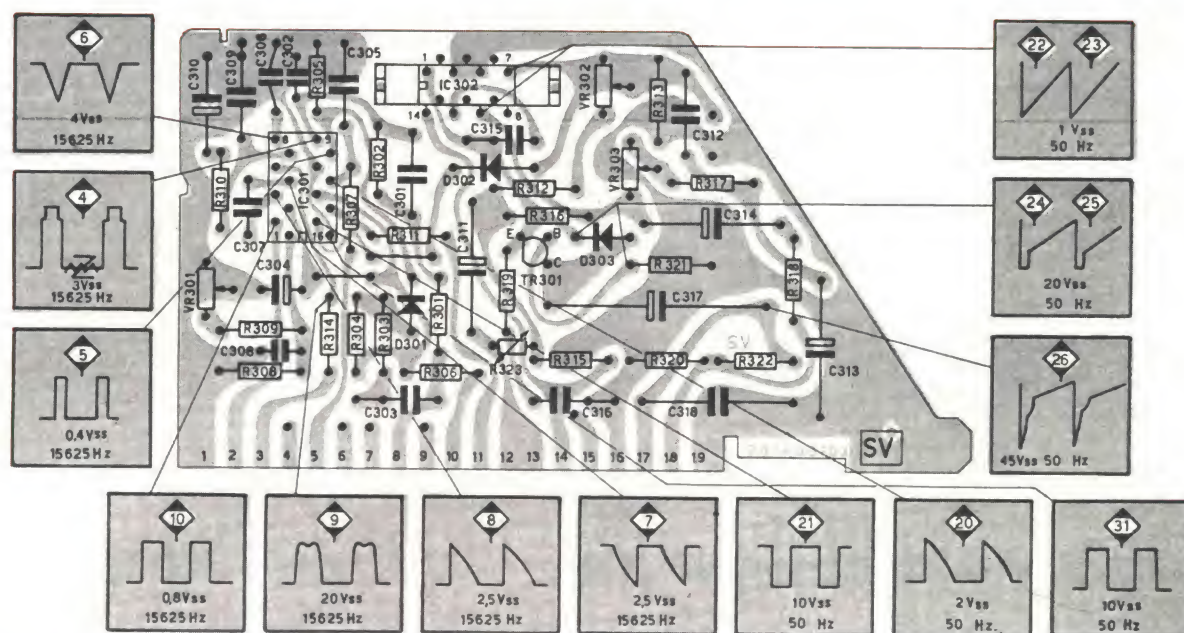 6
4Vss
15625 Hz
4
3Vss
15625 Hz
5
0,4Vss
15625 Hz
C310
C309
C306
C302
R305
C305
1
7
IC302
14
8
C315
VR302
R313
C312
8
9
R302
R310
IC301
R307
C301
D302
R312
VR303
R317
C307
1
16
R311
C311
R316
E
B
C
D303
C314
TR301
VR301
C304
R319
R321
R318
R309
R314
R304
R303
D301
R301
C317
C308
R308
R306
R323
R315
R320
R322
C313
C303
C316
C318
SV
1 2 3 4 5 6 7 8 9 10 11 12 13 14 15 16 17 18 19
SV
22
23
1 Vss
50 Hz
24
25
20Vss
50 Hz
26
45Vss 50 Hz
10
0,8Vss
15625Hz
9
20Vss
15625 Hz
8
2,5Vss
15625 Hz
7
2,5Vss
15625 Hz
21
10Vss
50 Hz
20
2Vss
50 Hz
31
10Vss
50 Hz